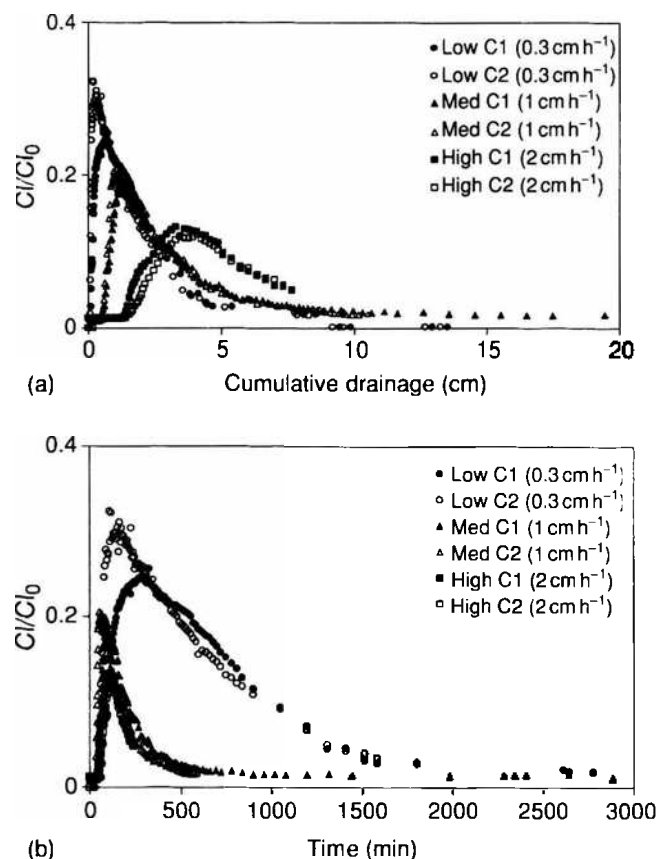 0.4
0.2
0
Cl/Cl₀
● Low C1 (0.3 cm h⁻¹)
○ Low C2 (0.3 cm h⁻¹)
▲ Med C1 (1 cm h⁻¹)
△ Med C2 (1 cm h⁻¹)
■ High C1 (2 cm h⁻¹)
□ High C2 (2 cm h⁻¹)
0 5 10 15 20
(a) Cumulative drainage (cm)
0.4
0.2
0
Cl/Cl₀
● Low C1 (0.3 cm h⁻¹)
○ Low C2 (0.3 cm h⁻¹)
▲ Med C1 (1 cm h⁻¹)
△ Med C2 (1 cm h⁻¹)
■ High C1 (2 cm h⁻¹)
□ High C2 (2 cm h⁻¹)
0 500 1000 1500 2000 2500 3000
(b) Time (min)